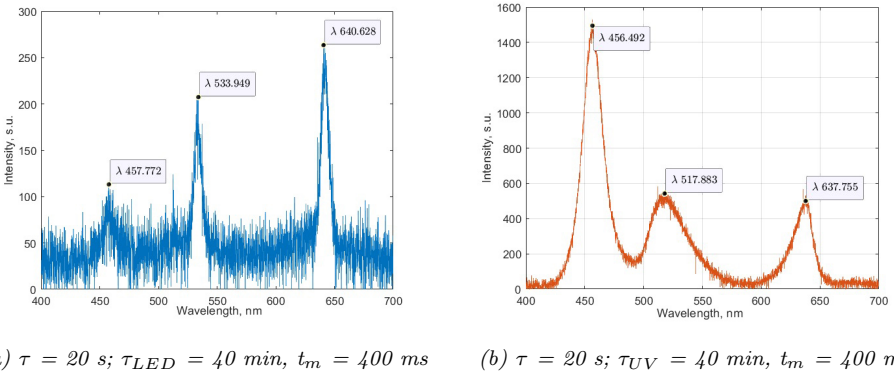 300
250
200
150
100
50
0
Intensity, s.u.
400 450 500 550 600 650 700
Wavelength, nm
λ 457.772
λ 533.949
λ 640.628
1600
1400
1200
1000
800
600
400
200
0
Intensity, s.u.
400 450 500 550 600 650 700
Wavelength, nm
λ 456.492
λ 517.883
λ 637.755
) τ = 20 s; τLED = 40 min, tm = 400 ms
(b) τ = 20 s; τUV = 40 min, tm = 400 m